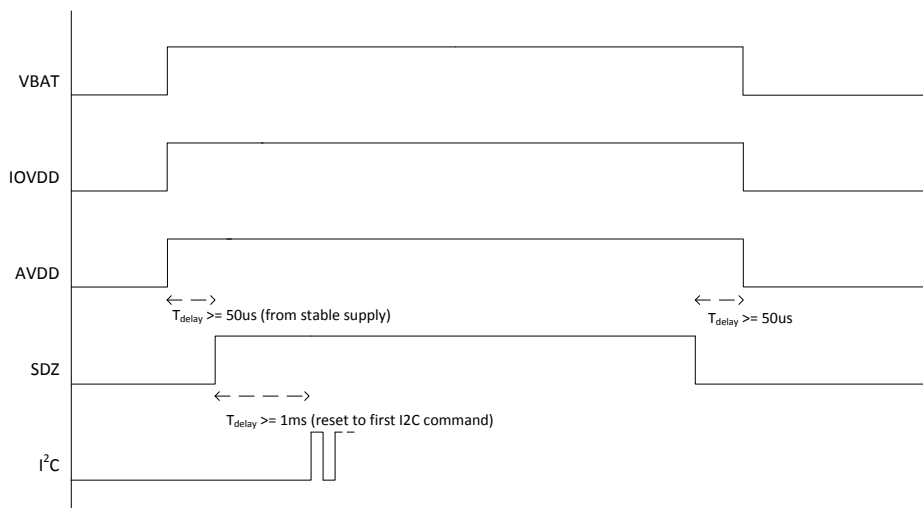 VBAT
IOVDD
AVDD
T_delay >= 50us (from stable supply)
T_delay >= 50us
SDZ
T_delay >= 1ms (reset to first I2C command)
I²C